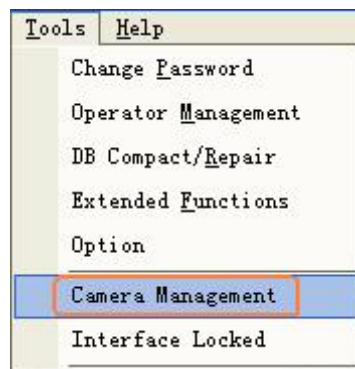 Tools Help
Change Password
Operator Management
DB Compact/Repair
Extended Functions
Option
Camera Management
Interface Locked